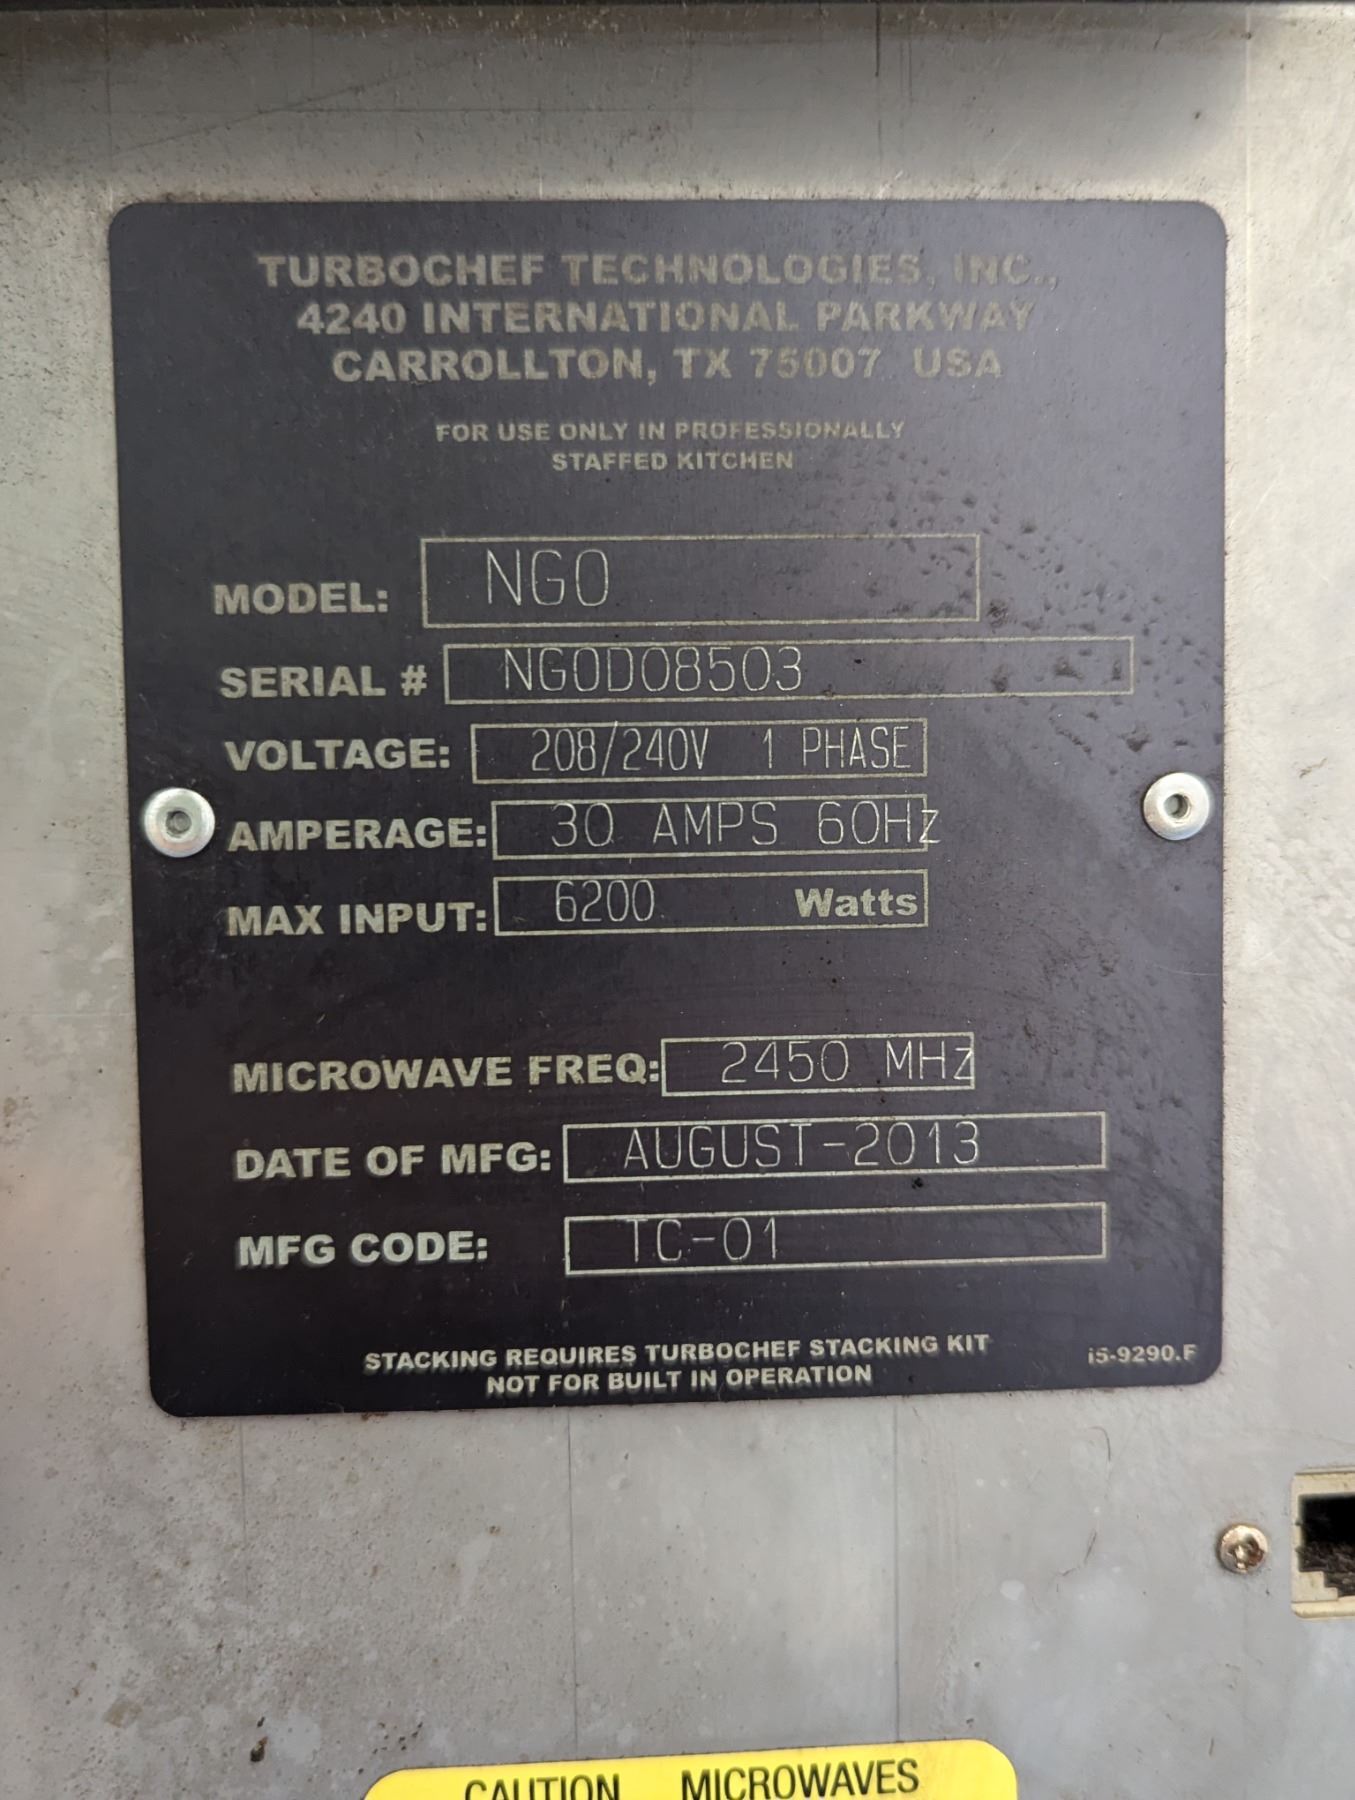 TURBOCHEF TECHNOLOGIES, INC.,
4240 INTERNATIONAL PARKWAY
CARROLLTON, TX 75007 USA
FOR USE ONLY IN PROFESSIONALLY
STAFFED KITCHEN
MODEL: NGO
SERIAL # NGOD08503
VOLTAGE: 208/240V 1 PHASE
AMPERAGE: 30 AMPS 60Hz
MAX INPUT: 6200 Watts
MICROWAVE FREQ: 2450 MHz
DATE OF MFG: AUGUST-2013
MFG CODE: TC-01
STACKING REQUIRES TURBOCHEF STACKING KIT
NOT FOR BUILT IN OPERATION
i5-9290.F
CAUTION MICROWAVES